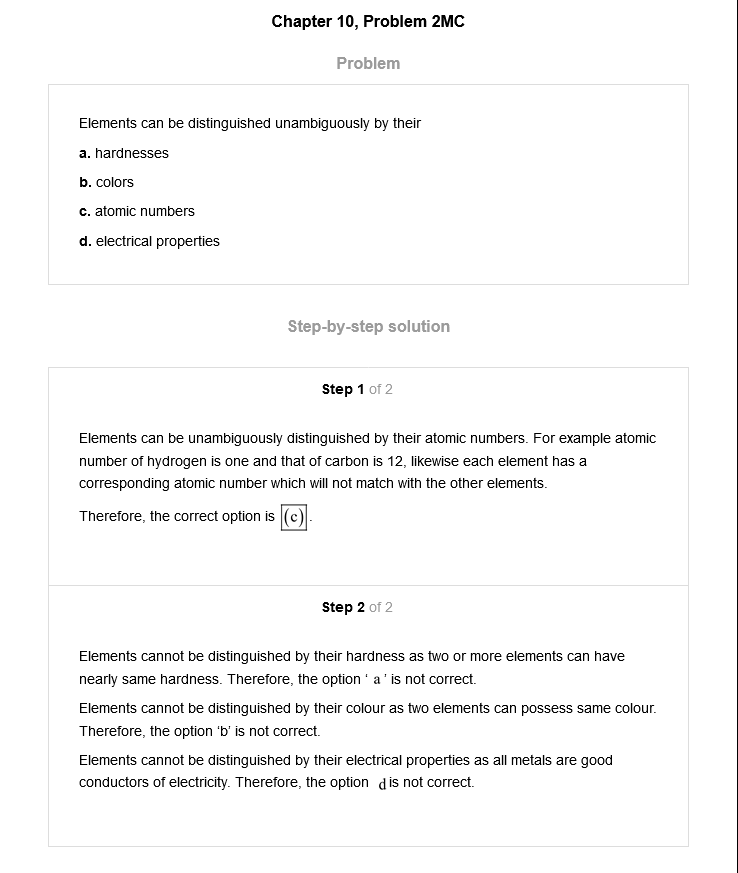 Chapter 10, Problem 2MC
Problem
Elements can be distinguished unambiguously by their
a. hardnesses
b. colors
c. atomic numbers
d. electrical properties
Step-by-step solution
Step 1 of 2
Elements can be unambiguously distinguished by their atomic numbers. For example atomic
number of hydrogen is one and that of carbon is 12, likewise each element has a
corresponding atomic number which will not match with the other elements.
Therefore, the correct option is (c).
Step 2 of 2
Elements cannot be distinguished by their hardness as two or more elements can have
nearly same hardness. Therefore, the option ‘ a ’ is not correct.
Elements cannot be distinguished by their colour as two elements can possess same colour.
Therefore, the option ‘b’ is not correct.
Elements cannot be distinguished by their electrical properties as all metals are good
conductors of electricity. Therefore, the option d is not correct.